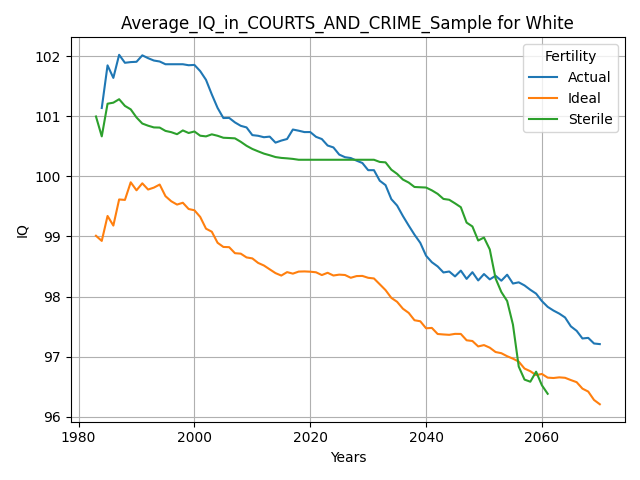 Average_IQ_in_COURTS_AND_CRIME_Sample for White
Fertility
Actual
Ideal
Sterile
102
101
100
99
98
97
96
IQ
1980
2000
2020
2040
2060
Years